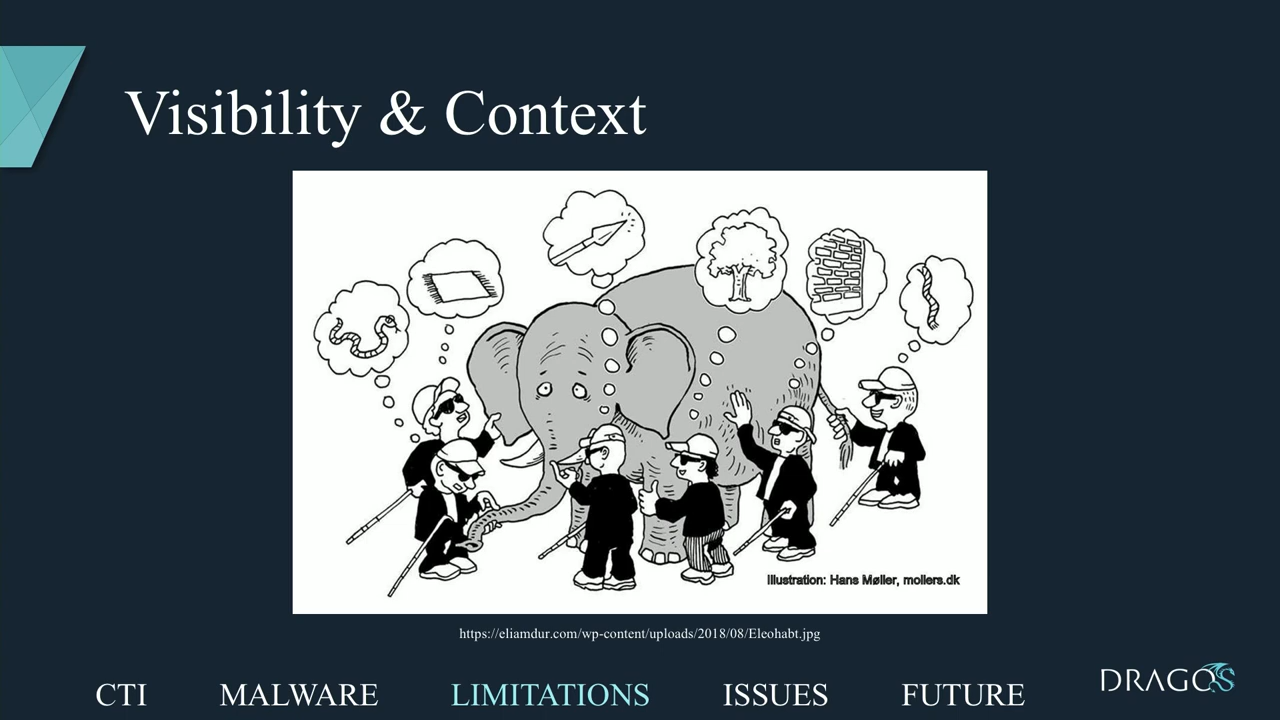 Visibility & Context
Illustration: Hans Møller, mollers.dk
https://eliamdur.com/wp-content/uploads/2018/08/Eleohabt.jpg
CTI MALWARE LIMITATIONS ISSUES FUTURE
DRAGOS